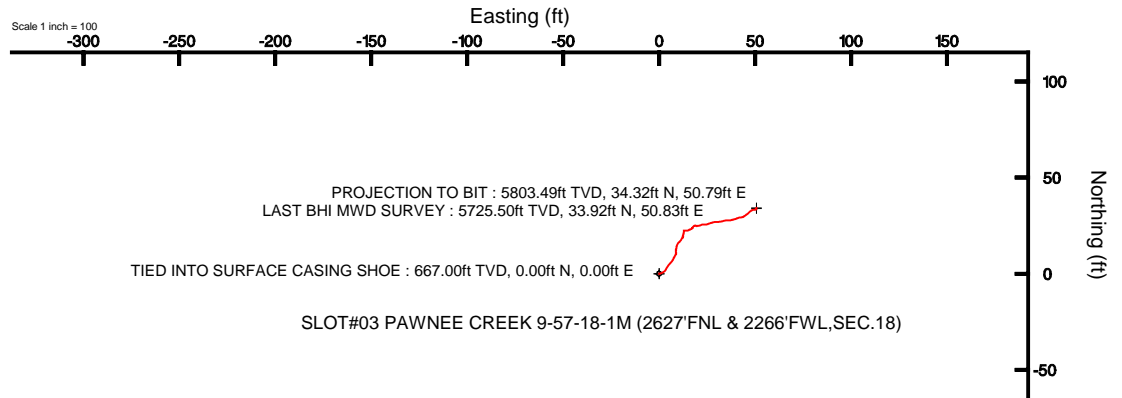 Easting (ft)
Scale 1 inch = 100
-300 -250 -200 -150 -100 -50 0 50 100 150
100
50
PROJECTION TO BIT : 5803.49ft TVD, 34.32ft N, 50.79ft E
LAST BHI MWD SURVEY : 5725.50ft TVD, 33.92ft N, 50.83ft E
Northing (ft)
TIED INTO SURFACE CASING SHOE : 667.00ft TVD, 0.00ft N, 0.00ft E
0
SLOT#03 PAWNEE CREEK 9-57-18-1M (2627'FNL & 2266'FWL,SEC.18)
-50